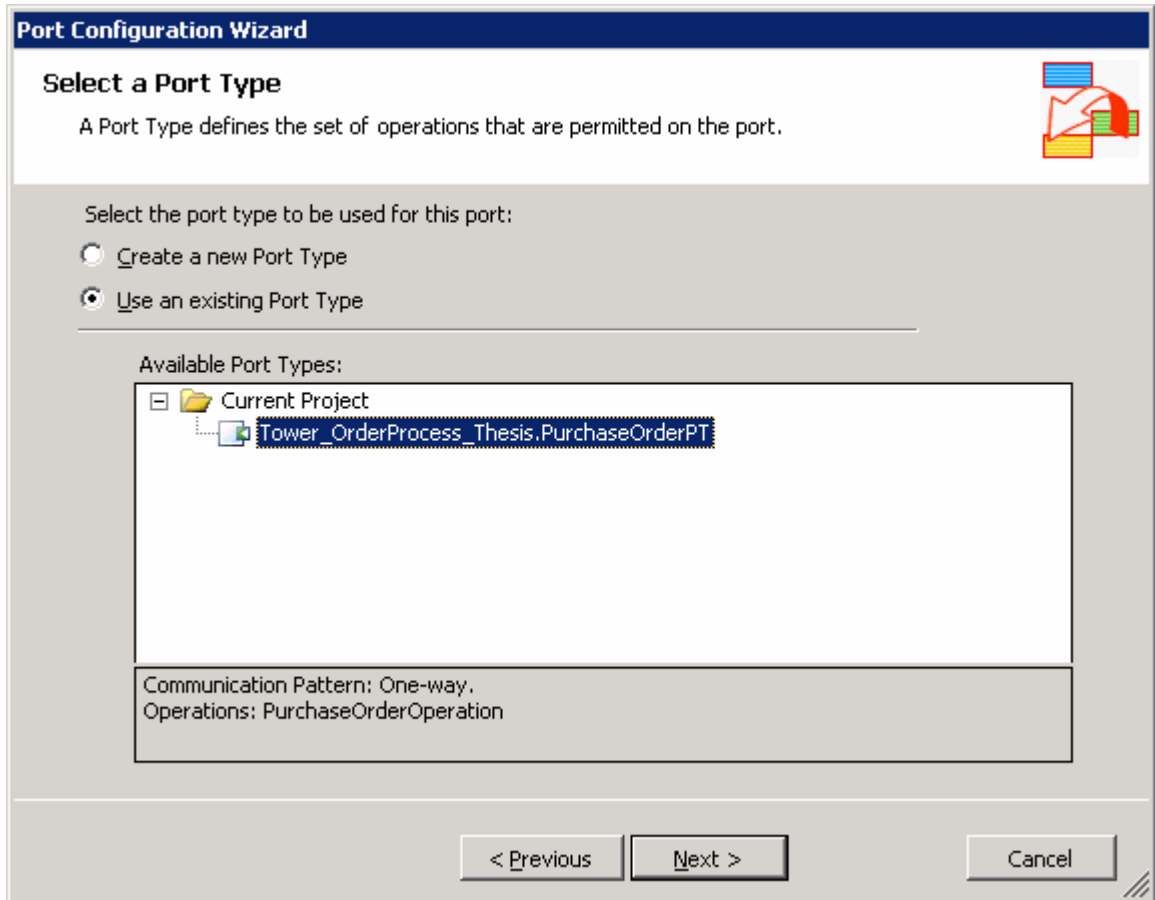 Port Configuration Wizard
Select a Port Type
A Port Type defines the set of operations that are permitted on the port.
Select the port type to be used for this port:
Create a new Port Type
Use an existing Port Type
Available Port Types:
Current Project
Tower_OrderProcess_Thesis.PurchaseOrderPT
Communication Pattern: One-way.
Operations: PurchaseOrderOperation
< Previous
Next >
Cancel